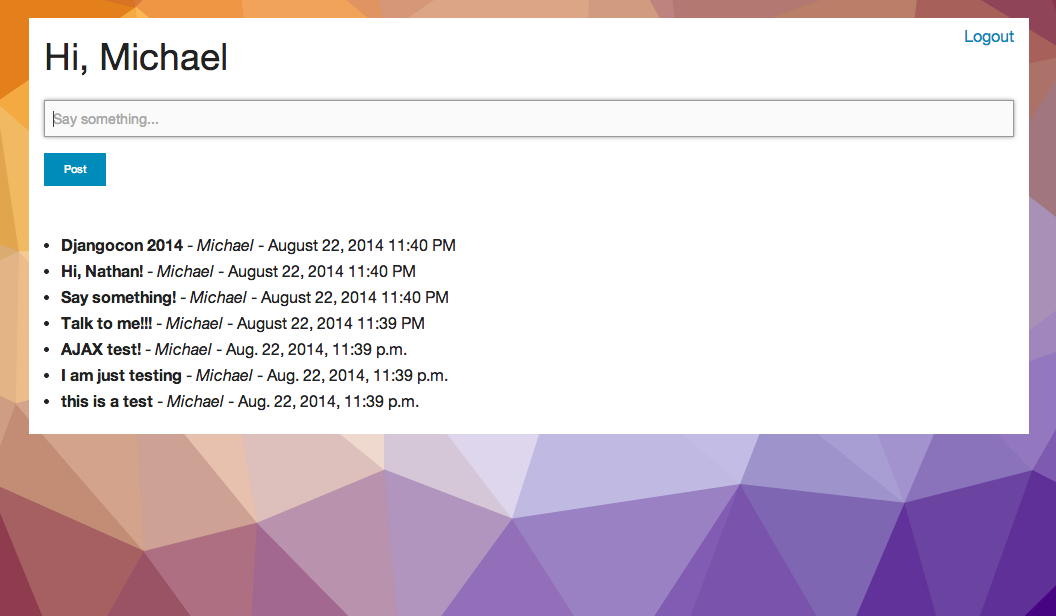 Logout
Hi, Michael
Say something...
Post
Djangocon 2014 - Michael - August 22, 2014 11:40 PM
Hi, Nathan! - Michael - August 22, 2014 11:40 PM
Say something! - Michael - August 22, 2014 11:40 PM
Talk to me!!! - Michael - August 22, 2014 11:39 PM
AJAX test! - Michael - Aug. 22, 2014, 11:39 p.m.
I am just testing - Michael - Aug. 22, 2014, 11:39 p.m.
this is a test - Michael - Aug. 22, 2014, 11:39 p.m.